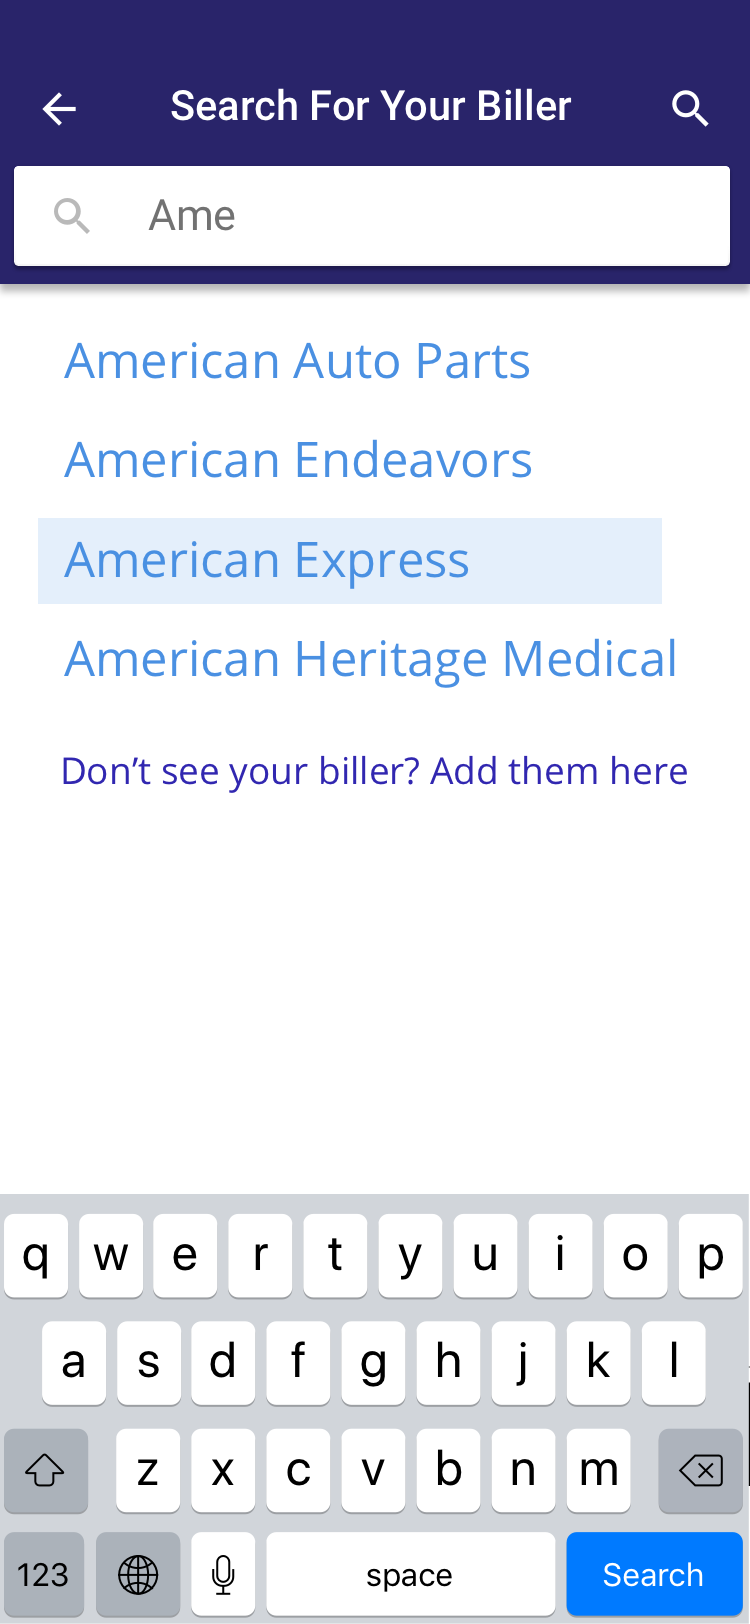 Search For Your Biller
Ame
American Auto Parts
American Endeavors
American Express
American Heritage Medical
Don’t see your biller? Add them here
q w e r t y u i o p
a s d f g h j k l
z x c v b n m
123 space Search